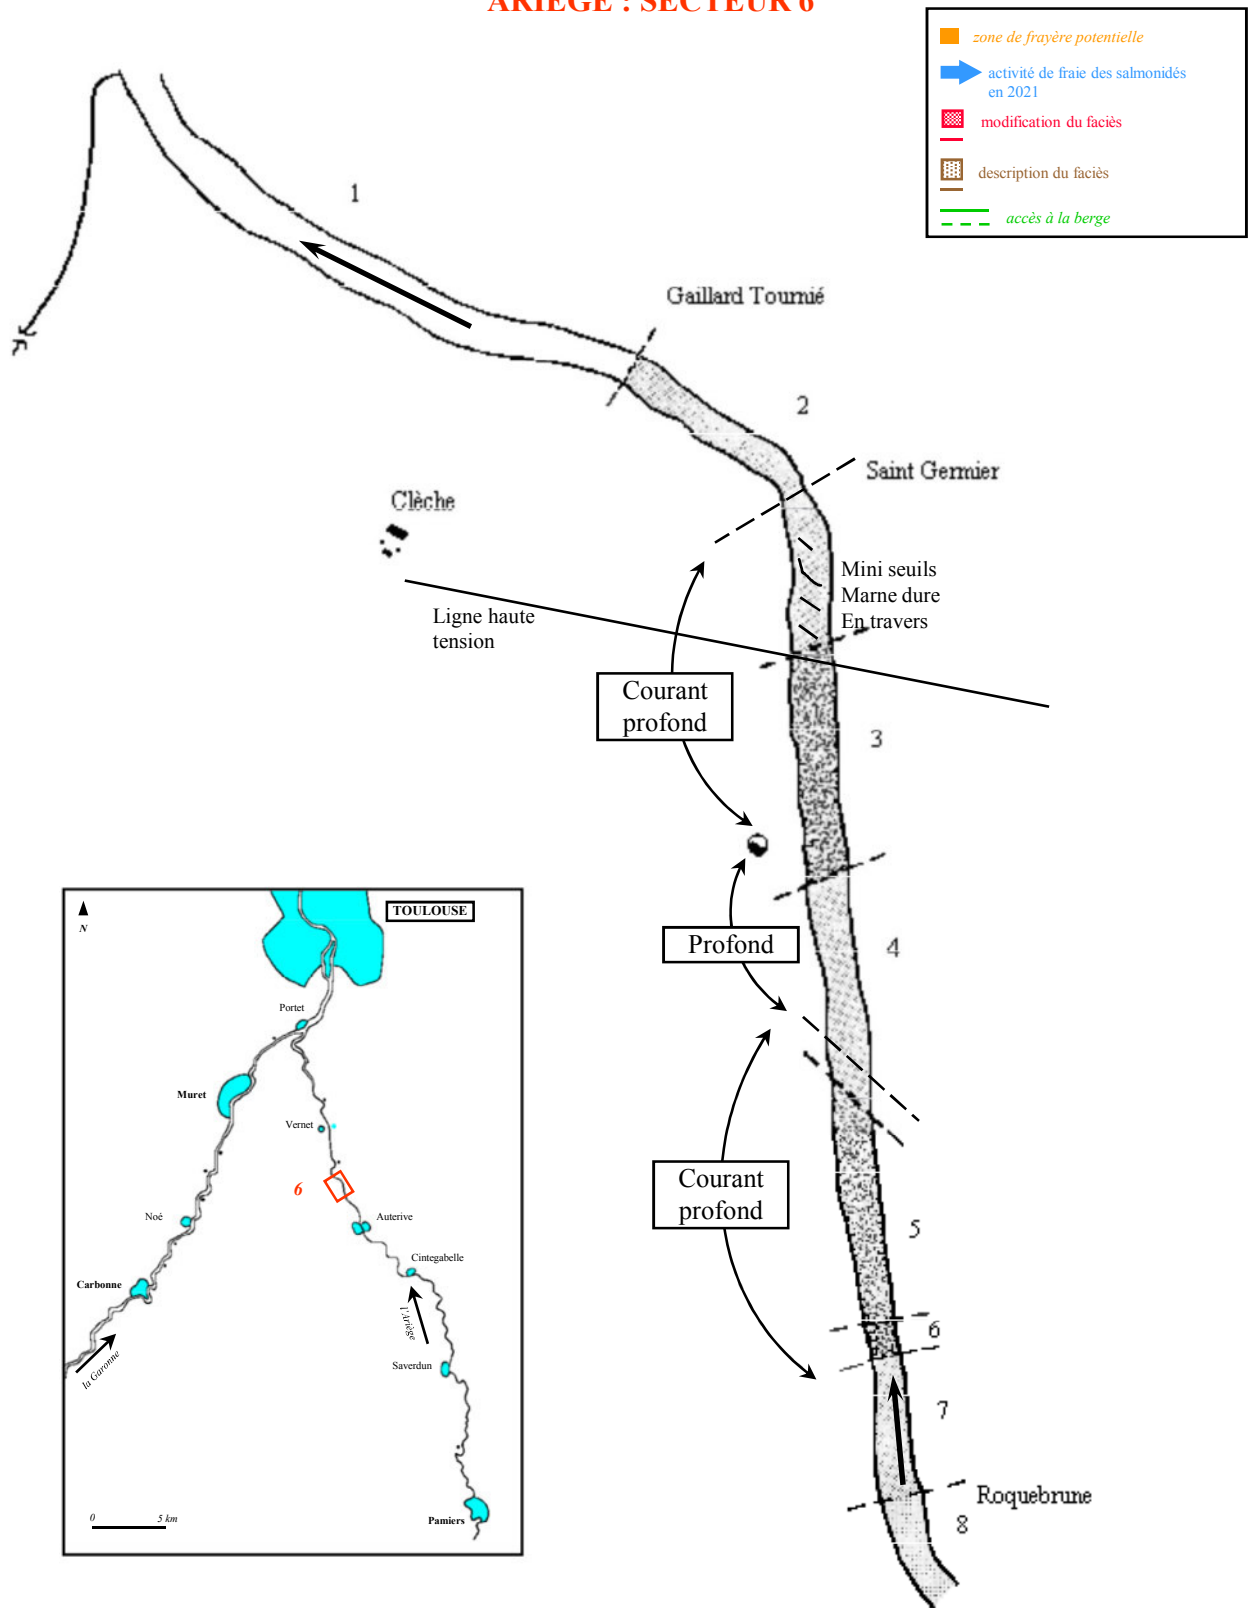 ARIEGE : SECTEUR 6
zone de frayère potentielle
activité de fraie des salmonidés
en 2021
modification du faciès
description du faciès
accès à la berge
1
Gaillard Tournié
2
Saint Germier
Clèche
Mini seuils
Marne dure
En travers
Ligne haute
tension
Courant
profond
3
Profond
4
Courant
profond
5
6
7
Roquebrune
8
TOULOUSE
N
Portet
Muret
Vernet
6
Noé
Auterive
Cintegabelle
Carbonne
l'Ariège
la Garonne
Saverdun
Pamiers
0 5 km